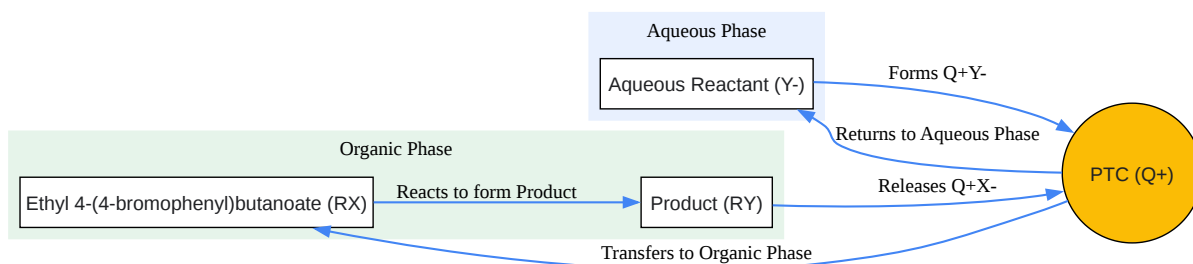 Aqueous Phase
Aqueous Reactant (Y-)
Forms Q+Y-
Returns to Aqueous Phase
Organic Phase
Ethyl 4-(4-bromophenyl)butanoate (RX)
Reacts to form Product
Product (RY)
Releases Q+X-
PTC (Q+)
Transfers to Organic Phase